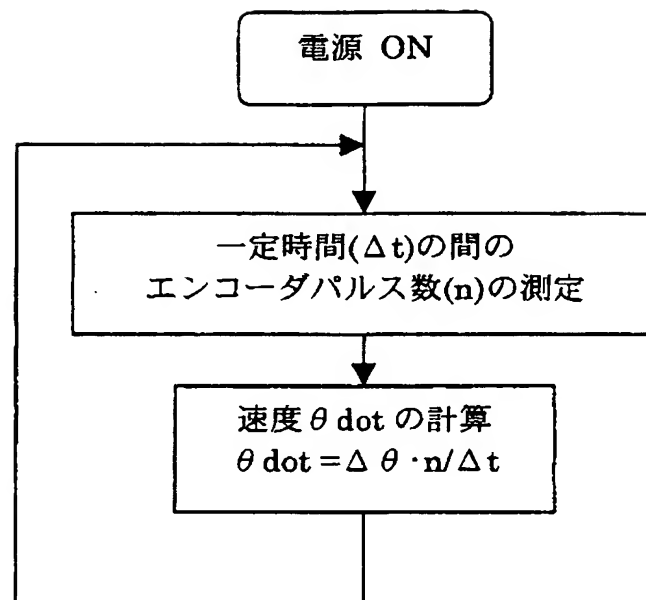 電源 ON
一定時間(Δt)の間の
エンコーダパルス数(n)の測定
速度θdotの計算
θdot=Δθ·n/Δt